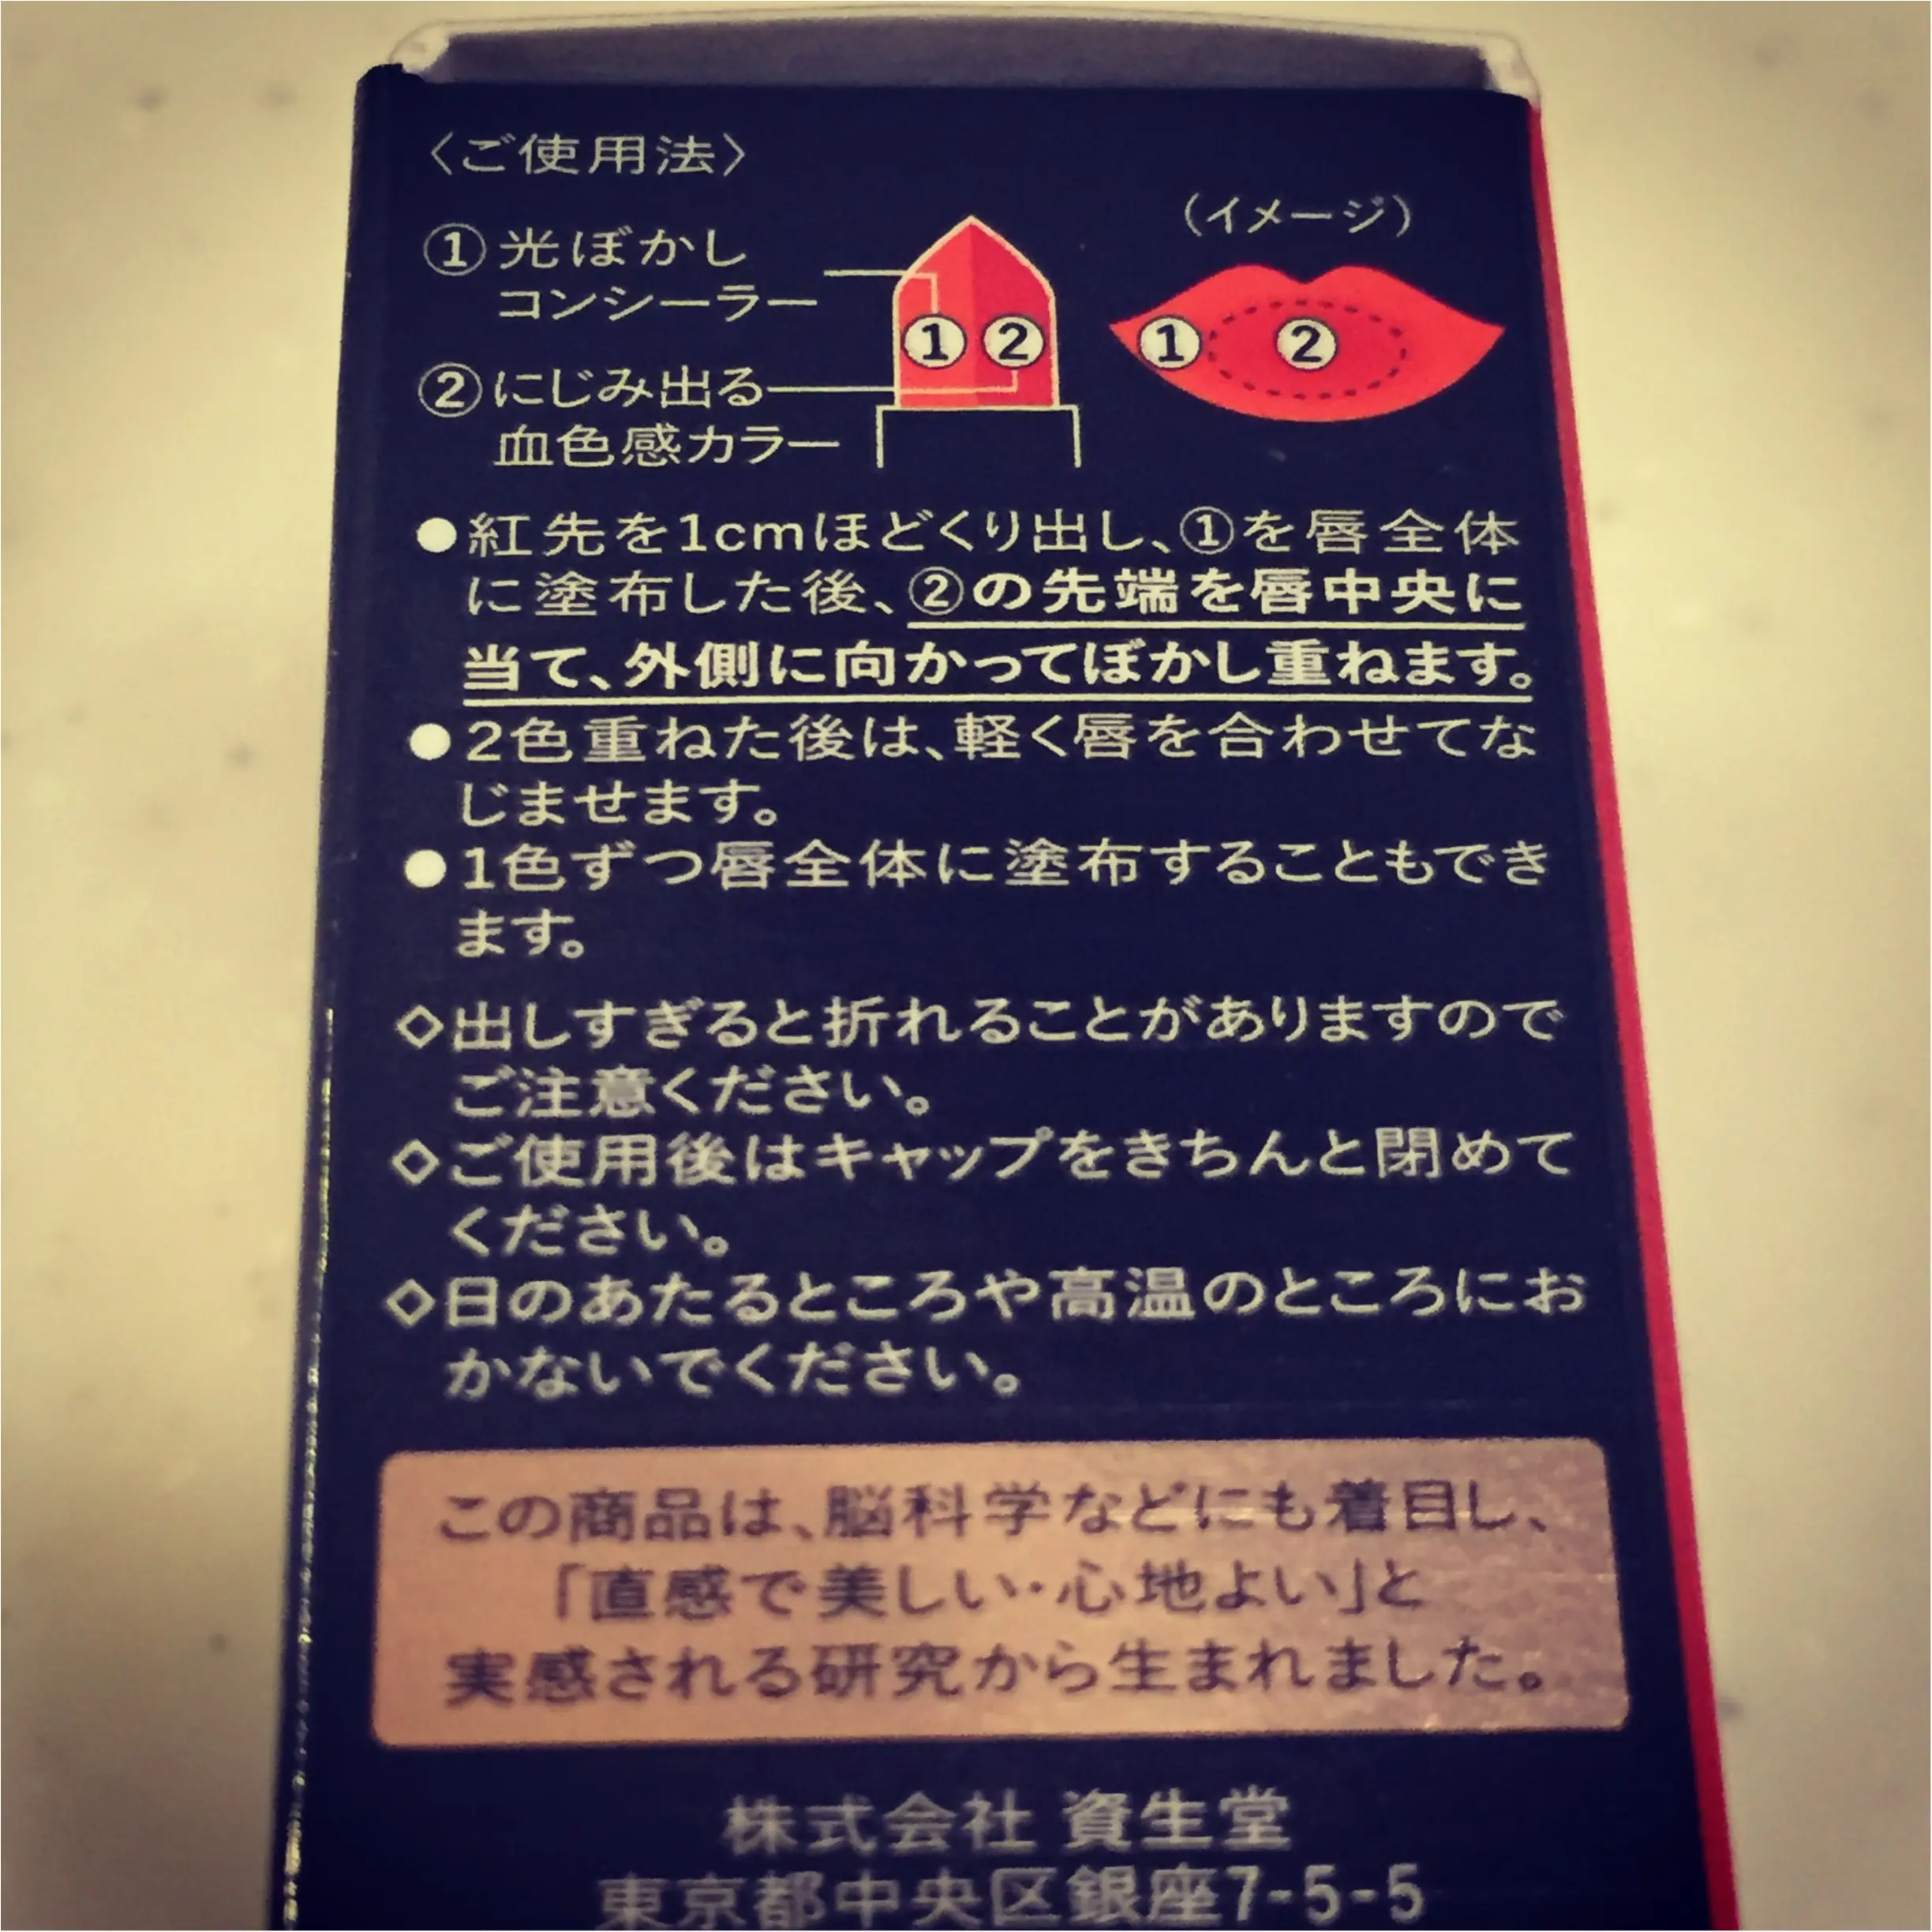 〈ご使用法〉
①光ぼかし
コンシーラー
②にじみ出る
血色感カラー
① ②
(イメージ)
① ②
●紅先を1cmほどくり出し、①を唇全体
に塗布した後、②の先端を唇中央に
当て、外側に向かってぼかし重ねます。
●2色重ねた後は、軽く唇を合わせてな
じませます。
●1色ずつ唇全体に塗布することもでき
ます。
◇出しすぎると折れることがありますので
ご注意ください。
◇ご使用後はキャップをきちんと閉めて
ください。
◇日のあたるところや高温のところにお
かないでください。
この商品は、脳科学などにも着目し、
「直感で美しい・心地よい」と
実感される研究から生まれました。
株式会社 資生堂
東京都中央区銀座7-5-5